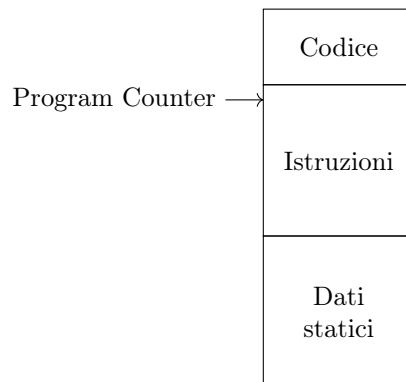 Codice
Program Counter
Istruzioni
Dati
statici